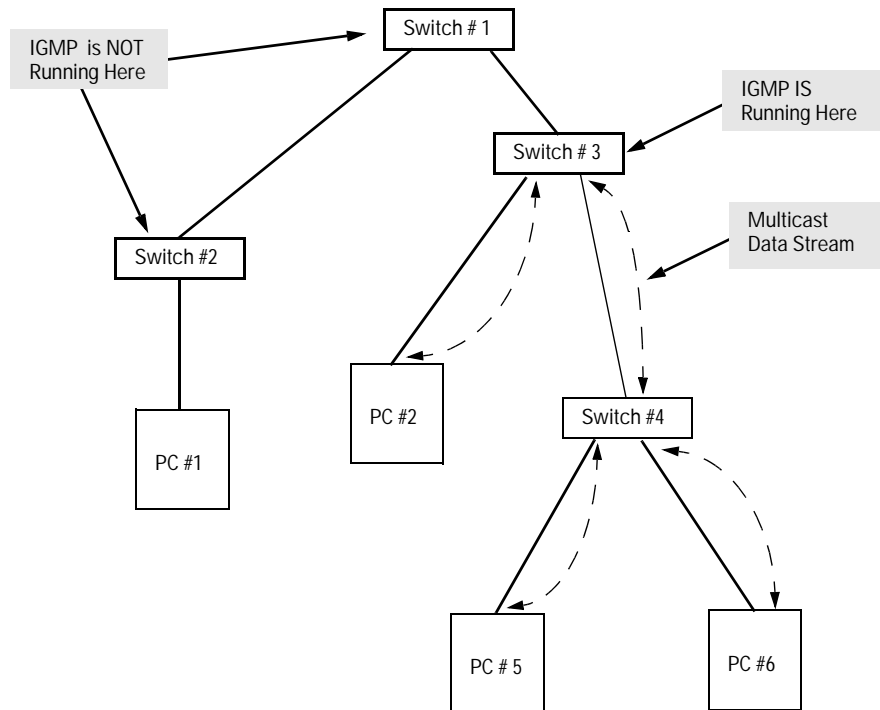 Switch # 1
IGMP is NOT
Running Here
IGMP IS
Running Here
Switch # 3
Multicast
Data Stream
Switch #2
PC #2
Switch #4
PC #1
PC # 5
PC #6